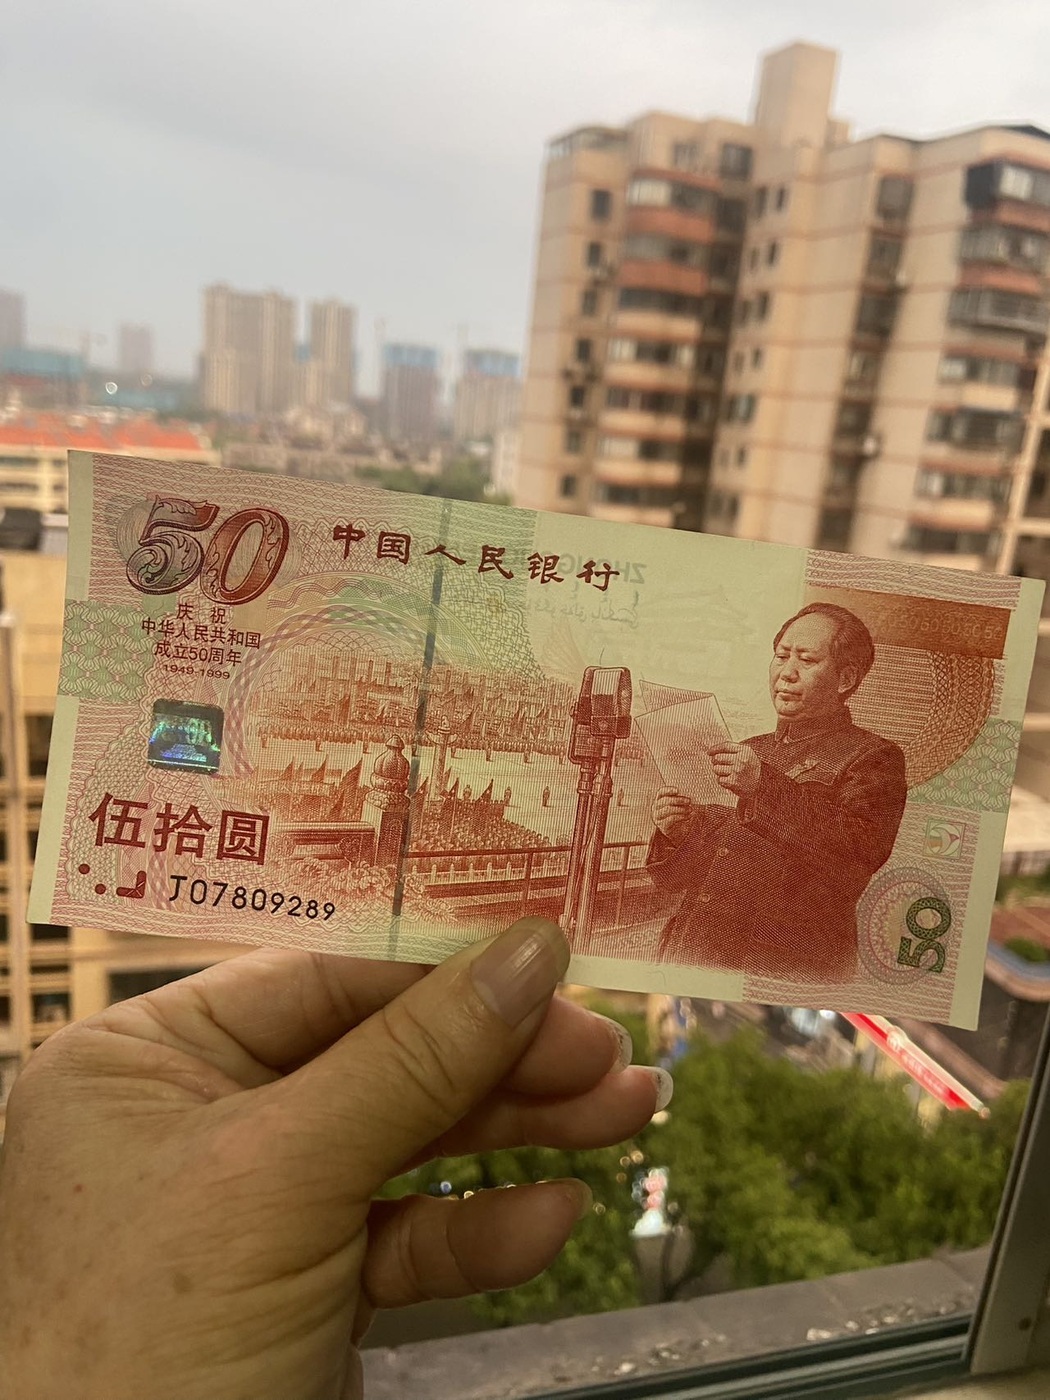 50
中国人民银行
庆祝
中华人民共和国
成立50周年
1949-1999
伍拾圆
J07809289
50